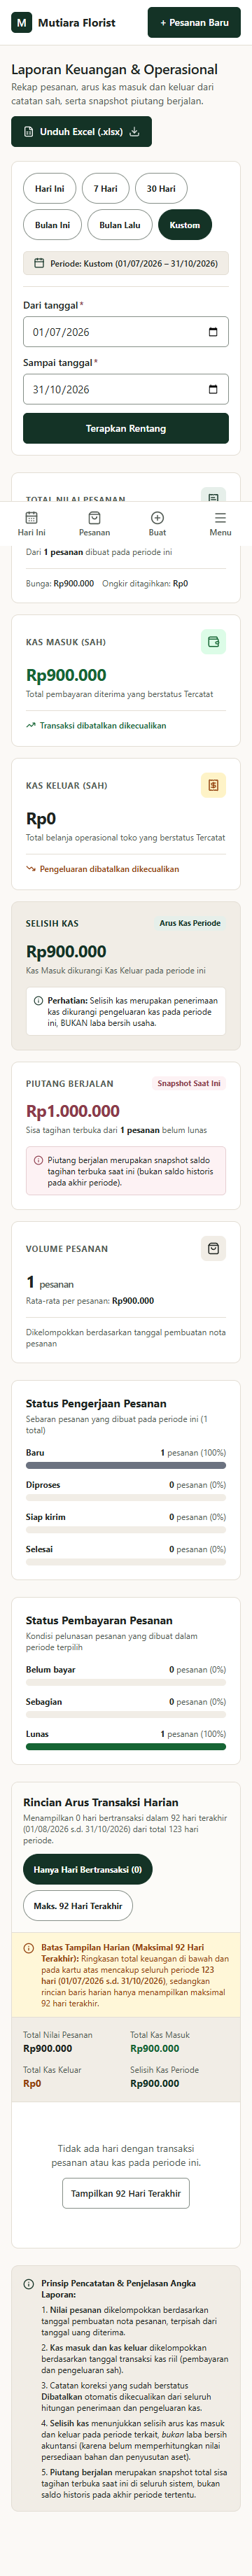 M Mutiara Florist
+ Pesanan Baru
Laporan Keuangan & Operasional
Rekap pesanan, arus kas masuk dan keluar dari
catatan sah, serta snapshot piutang berjalan.
Unduh Excel (.xlsx)
Hari Ini
7 Hari
30 Hari
Bulan Ini
Bulan Lalu
Kustom
Periode: Kustom (01/07/2026 – 31/10/2026)
Dari tanggal*
01/07/2026
Sampai tanggal*
31/10/2026
Terapkan Rentang
TOTAL NILAI PESANAN
Hari Ini
Pesanan
Buat
Menu
Dari 1 pesanan dibuat pada periode ini
Bunga: Rp900.000 Ongkir ditagihkan: Rp0
KAS MASUK (SAH)
Rp900.000
Total pembayaran diterima yang berstatus Tercatat
Transaksi dibatalkan dikecualikan
KAS KELUAR (SAH)
Rp0
Total belanja operasional toko yang berstatus Tercatat
Pengeluaran dibatalkan dikecualikan
SELISIH KAS
Arus Kas Periode
Rp900.000
Kas Masuk dikurangi Kas Keluar pada periode ini
Perhatian: Selisih kas merupakan penerimaan
kas dikurangi pengeluaran kas pada periode
ini, BUKAN laba bersih usaha.
PIUTANG BERJALAN
Snapshot Saat Ini
Rp1.000.000
Sisa tagihan terbuka dari 1 pesanan belum lunas
Piutang berjalan merupakan snapshot saldo
tagihan terbuka saat ini (bukan saldo historis
pada akhir periode).
VOLUME PESANAN
1 pesanan
Rata-rata per pesanan: Rp900.000
Dikelompokkan berdasarkan tanggal pembuatan nota
pesanan
Status Pengerjaan Pesanan
Sebaran pesanan yang dibuat pada periode ini (1
total)
Baru 1 pesanan (100%)
Diproses 0 pesanan (0%)
Siap kirim 0 pesanan (0%)
Selesai 0 pesanan (0%)
Status Pembayaran Pesanan
Kondisi pelunasan pesanan yang dibuat dalam
periode terpilih
Belum bayar 0 pesanan (0%)
Sebagian 0 pesanan (0%)
Lunas 1 pesanan (100%)
Rincian Arus Transaksi Harian
Menampilkan 0 hari bertransaksi dalam 92 hari terakhir
(01/08/2026 s.d. 31/10/2026) dari total 123 hari
periode.
Hanya Hari Bertransaksi (0)
Maks. 92 Hari Terakhir
Batas Tampilan Harian (Maksimal 92 Hari
Terakhir): Ringkasan total keuangan di bawah dan
pada kartu atas mencakup seluruh periode 123
hari (01/07/2026 s.d. 31/10/2026), sedangkan
rincian baris harian hanya menampilkan maksimal
92 hari terakhir.
Total Nilai Pesanan
Rp900.000
Total Kas Masuk
Rp900.000
Total Kas Keluar
Rp0
Selisih Kas Periode
Rp900.000
Tidak ada hari dengan transaksi
pesanan atau kas pada periode ini.
Tampilkan 92 Hari Terakhir
Prinsip Pencatatan & Penjelasan Angka
Laporan:
1. Nilai pesanan dikelompokkan berdasarkan
tanggal pembuatan nota pesanan, terpisah dari
tanggal uang diterima.
2. Kas masuk dan kas keluar dikelompokkan
berdasarkan tanggal transaksi kas riil (pembayaran
dan pengeluaran sah).
3. Catatan koreksi yang sudah berstatus
Dibatalkan otomatis dikecualikan dari seluruh
hitungan penerimaan dan pengeluaran kas.
4. Selisih kas menunjukkan selisih arus kas masuk
dan keluar pada periode terkait, bukan laba bersih
akuntansi (karena belum memperhitungkan nilai
persediaan bahan dan penyusutan aset).
5. Piutang berjalan merupakan snapshot total sisa
tagihan terbuka saat ini di seluruh sistem, bukan
saldo historis pada akhir periode tertentu.